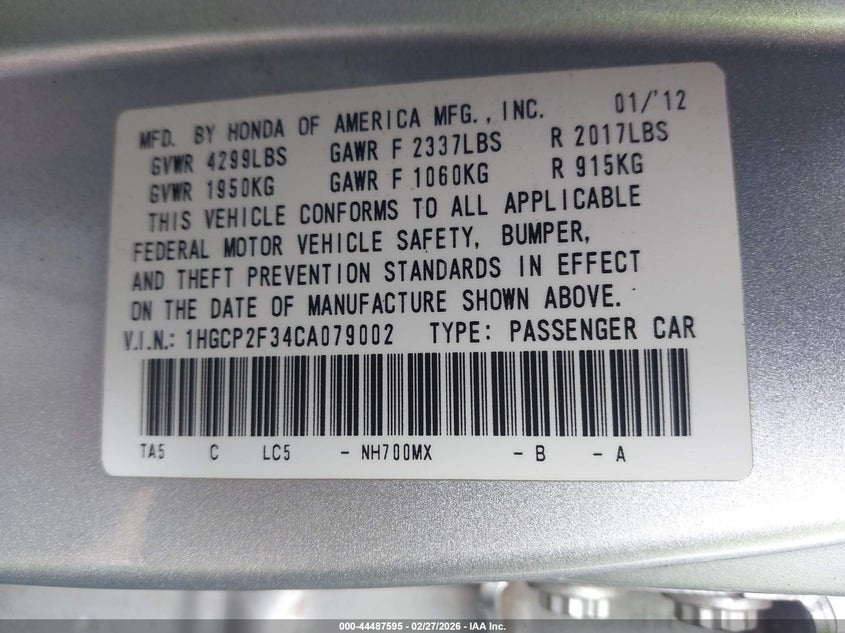 MFD. BY HONDA OF AMERICA MFG., INC. 01/'12
GVWR 4299LBS GAWR F 2337LBS R 2017LBS
GVWR 1950KG GAWR F 1060KG R 915KG
THIS VEHICLE CONFORMS TO ALL APPLICABLE
FEDERAL MOTOR VEHICLE SAFETY, BUMPER,
AND THEFT PREVENTION STANDARDS IN EFFECT
ON THE DATE OF MANUFACTURE SHOWN ABOVE.
V.I.N.: 1HGCP2F34CA079002 TYPE: PASSENGER CAR
TA5 C LC5 - NH700MX - B - A
000-44487595 - 02/27/2026 - IAA Inc.